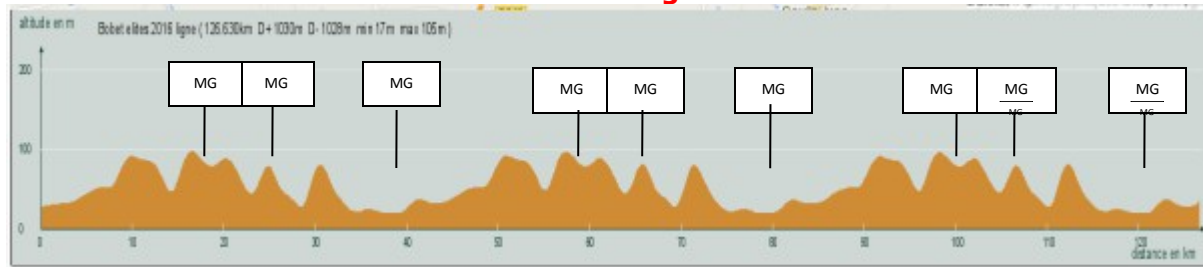 g
altitude en m
Bobet elites 2016 ligne (126.630km D+1030m D-1028m min 17m max 105m)
200
MG MG MG MG MG MG MG MG MG
MG MG
100
0
0 10 20 30 40 50 60 70 80 90 100 110 120
distance en km